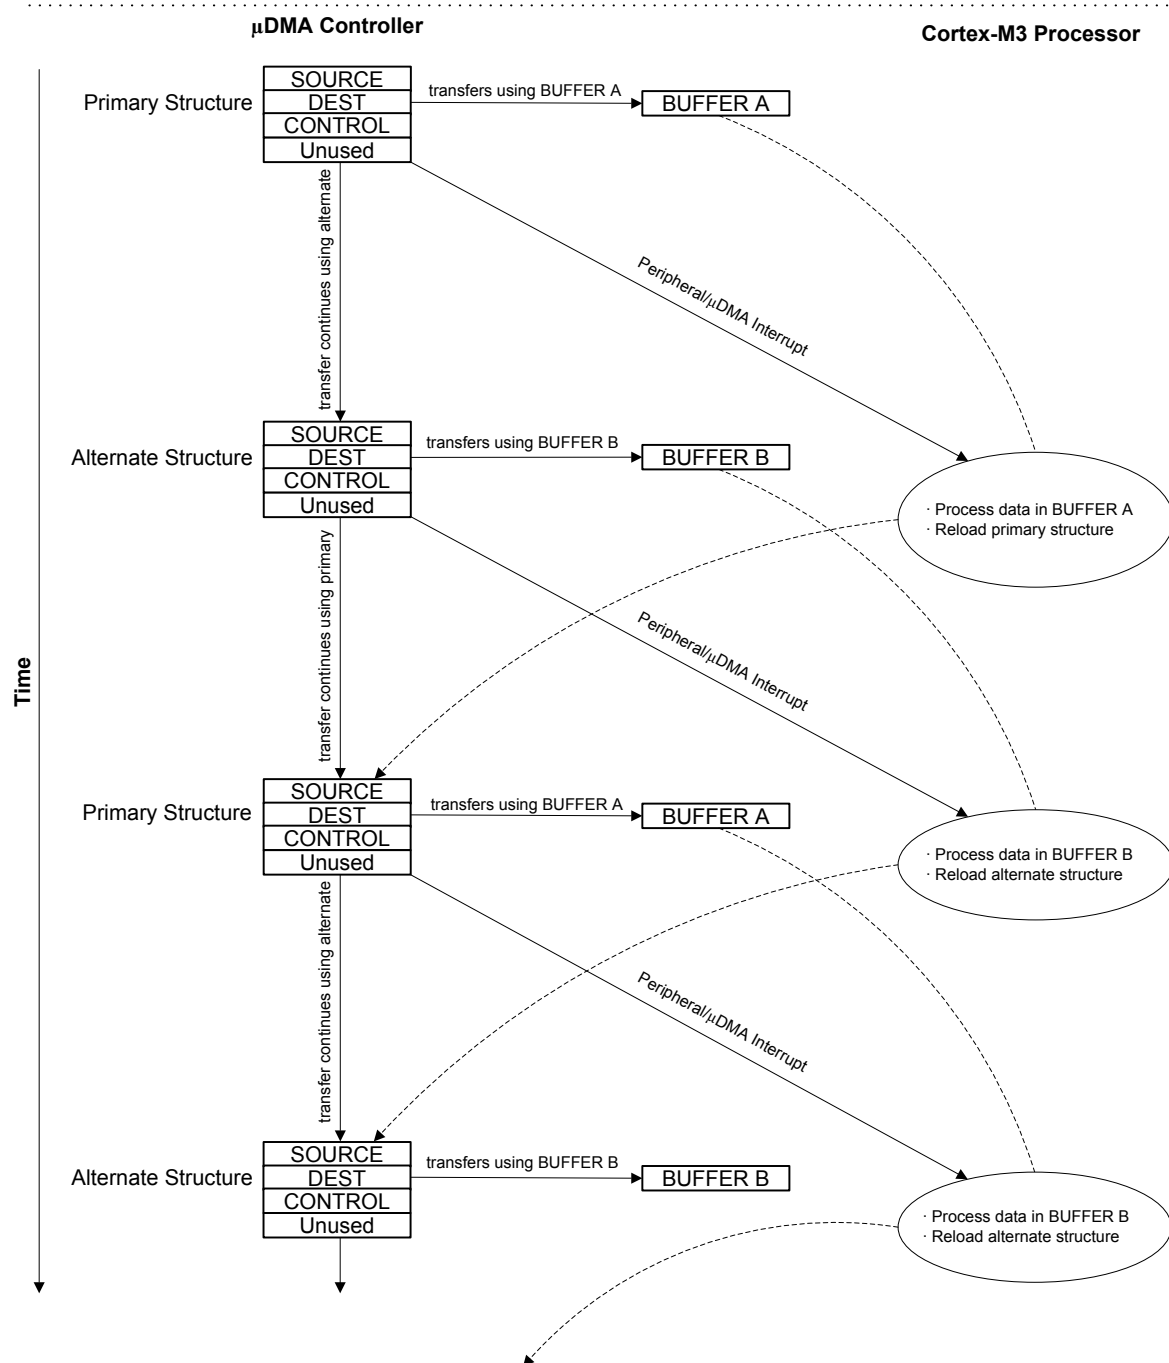 μDMA Controller
Cortex-M3 Processor
Time
Primary Structure
SOURCE
DEST
CONTROL
Unused
transfers using BUFFER A
BUFFER A
transfer continues using alternate
Peripheral/μDMA Interrupt
Alternate Structure
SOURCE
DEST
CONTROL
Unused
transfers using BUFFER B
BUFFER B
· Process data in BUFFER A
· Reload primary structure
transfer continues using primary
Peripheral/μDMA Interrupt
Primary Structure
SOURCE
DEST
CONTROL
Unused
transfers using BUFFER A
BUFFER A
· Process data in BUFFER B
· Reload alternate structure
transfer continues using alternate
Peripheral/μDMA Interrupt
Alternate Structure
SOURCE
DEST
CONTROL
Unused
transfers using BUFFER B
BUFFER B
· Process data in BUFFER B
· Reload alternate structure